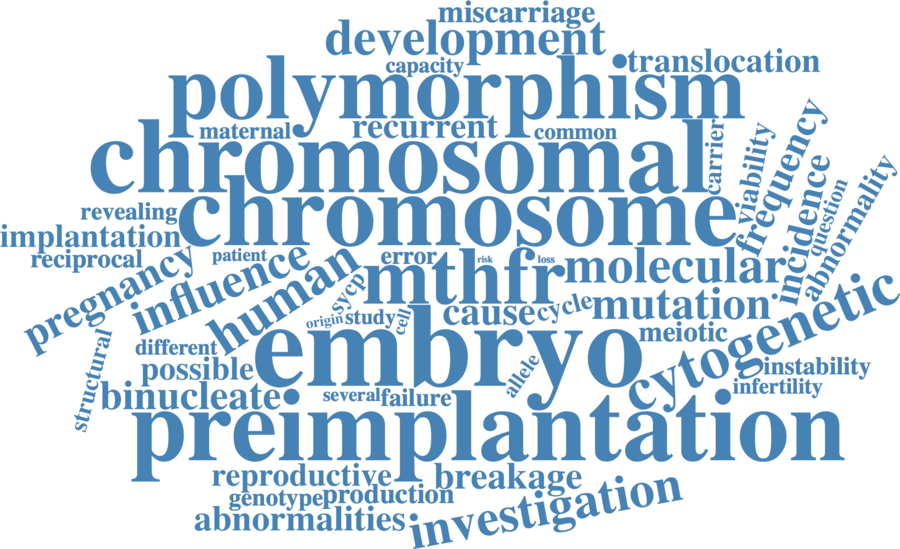 miscarriage
development
capacity
translocation
polymorphism
maternal
recurrent
common
chromosomal
carrier
viability
frequency
revealing
chromosome
incidence
question
abnormality
implantation
reciprocal
patient
error
risk
loss
pregnancy
influence
human
sycp
mthfr
molecular
origin
study
cell
cause
cycle
mutation
cytogenetic
meiotic
structural
different
embryo
possible
allele
instability
infertility
binucleate
several
failure
preimplantation
reproductive
breakage
genotype
production
investigation
abnormalities